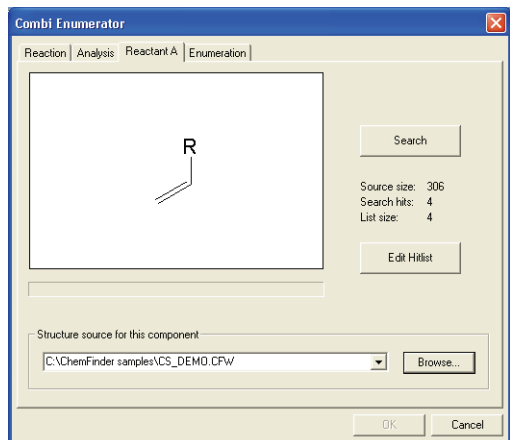 Combi Enumerator
Reaction Analysis Reactant A Enumeration
R
Search
Source size: 306
Search hits: 4
List size: 4
Edit Hitlist
Structure source for this component
C:\ChemFinder samples\CS_DEMO.CFW
Browse...
OK Cancel